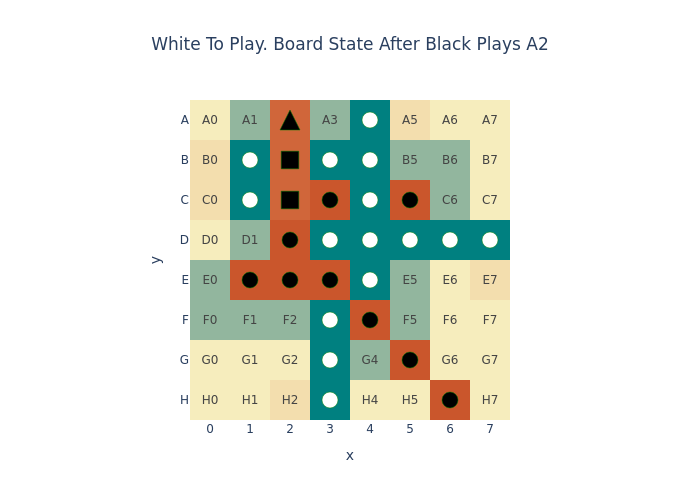 White To Play. Board State After Black Plays A2
A A0 A1 A3 A5 A6 A7
B B0 B5 B6 B7
C C0 C6 C7
D D0 D1
y
E E0 E5 E6 E7
F F0 F1 F2 F5 F6 F7
G G0 G1 G2 G4 G6 G7
H H0 H1 H2 H4 H5 H7
0 1 2 3 4 5 6 7
x